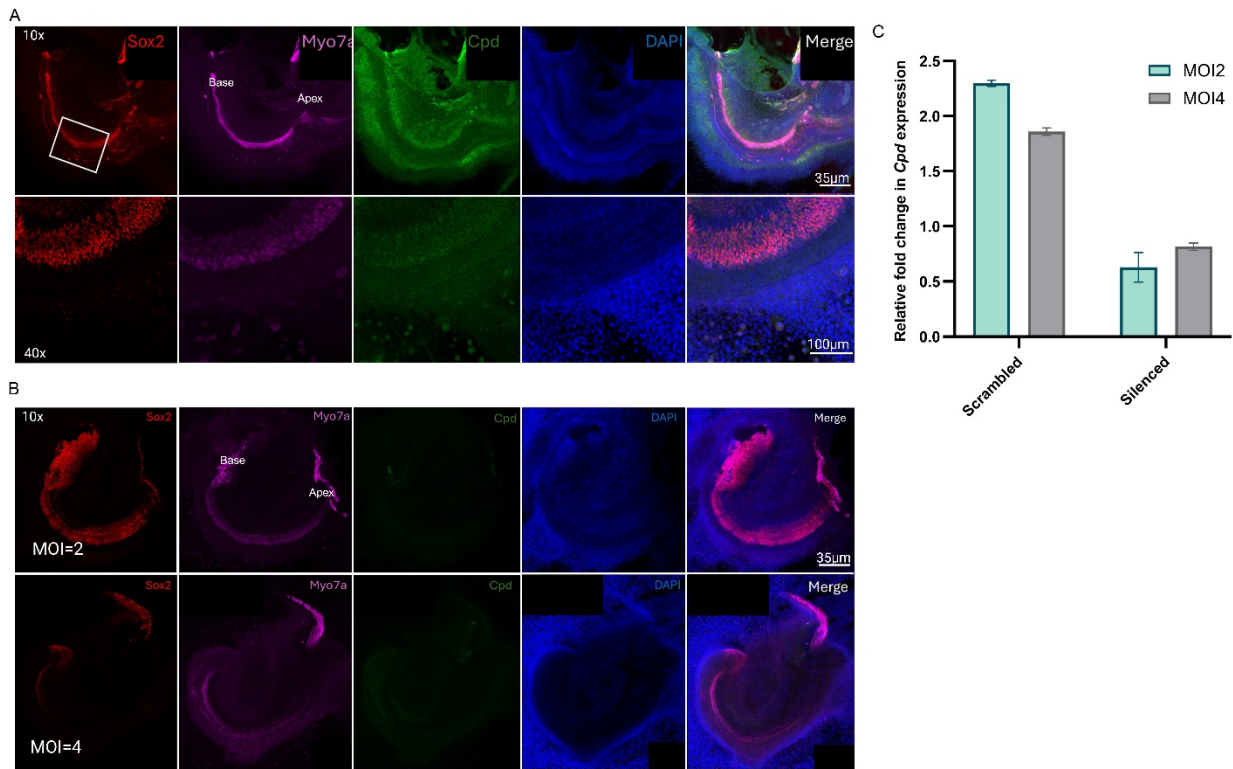 A
10x
Sox2
Myo7a
Cpd
DAPI
Merge
Base
Apex
35µm
40x
100µm
B
10x
Sox2
Myo7a
Cpd
DAPI
Merge
Base
Apex
MOI=2
35µm
Sox2
Myo7a
Cpd
DAPI
Merge
MOI=4
C
Relative fold change in Cpd expression
2.5
2.0
1.5
1.0
0.5
0.0
MOI2
MOI4
Scrambled
Silenced